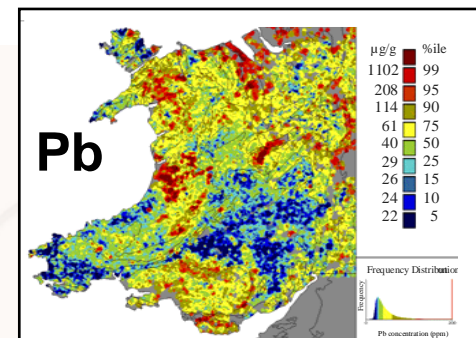 Pb
µg/g %ile
1102 99
208 95
114 90
61 75
40 50
29 25
26 15
24 10
22 5
Frequency Distribution
Frequency
Pb concentration (ppm)